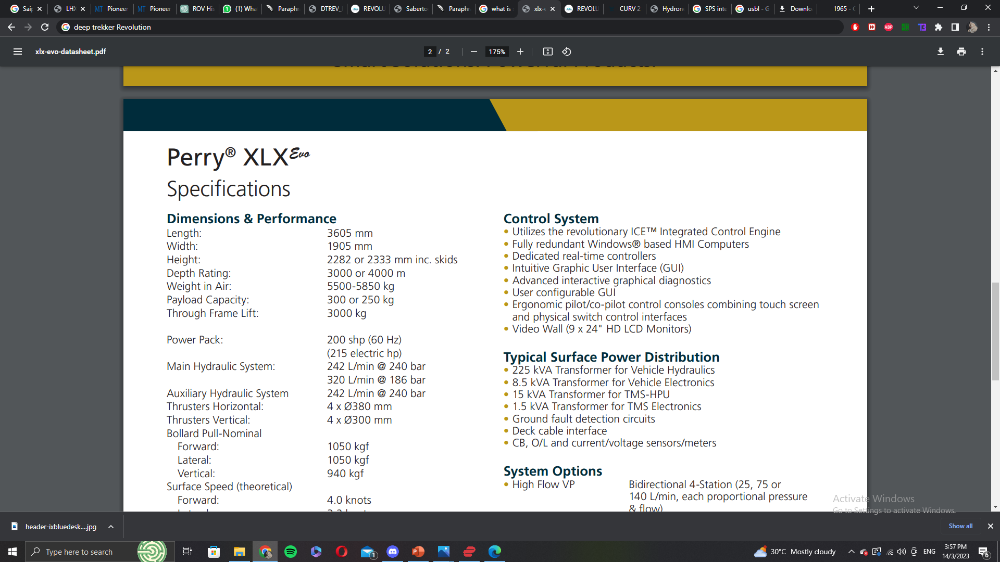 Saip
LHX
MT Pioneer
MT Pioneer
ROV His
(1) Wha
Paraphr
DTREV_
REVOLU
Saberto
Paraphr
what is
xlx-e
REVOLU
CURV 2
Hydron
SPS inte
usbl - G
Downlo
1965 - 
deep trekker Revolution
ABP
xlx-evo-datasheet.pdf
2 / 2
175%
Perry® XLX Evo
Specifications
Dimensions & Performance
Length: 3605 mm
Width: 1905 mm
Height: 2282 or 2333 mm inc. skids
Depth Rating: 3000 or 4000 m
Weight in Air: 5500-5850 kg
Payload Capacity: 300 or 250 kg
Through Frame Lift: 3000 kg
Power Pack: 200 shp (60 Hz)
(215 electric hp)
Main Hydraulic System: 242 L/min @ 240 bar
320 L/min @ 186 bar
Auxiliary Hydraulic System 242 L/min @ 240 bar
Thrusters Horizontal: 4 x Ø380 mm
Thrusters Vertical: 4 x Ø300 mm
Bollard Pull-Nominal
Forward: 1050 kgf
Lateral: 1050 kgf
Vertical: 940 kgf
Surface Speed (theoretical)
Forward: 4.0 knots
Control System
• Utilizes the revolutionary ICE™ Integrated Control Engine
• Fully redundant Windows® based HMI Computers
• Dedicated real-time controllers
• Intuitive Graphic User Interface (GUI)
• Advanced interactive graphical diagnostics
• User configurable GUI
• Ergonomic pilot/co-pilot control consoles combining touch screen
and physical switch control interfaces
• Video Wall (9 x 24" HD LCD Monitors)
Typical Surface Power Distribution
• 225 kVA Transformer for Vehicle Hydraulics
• 8.5 kVA Transformer for Vehicle Electronics
• 15 kVA Transformer for TMS-HPU
• 1.5 kVA Transformer for TMS Electronics
• Ground fault detection circuits
• Deck cable interface
• CB, O/L and current/voltage sensors/meters
System Options
• High Flow VP Bidirectional 4-Station (25, 75 or
140 L/min, each proportional pressure
& flow)
Activate Windows
Go to Settings to activate Windows.
header-ixbluedesk....jpg
Show all
Type here to search
1
30°C Mostly cloudy
ENG
3:57 PM
14/3/2023
6